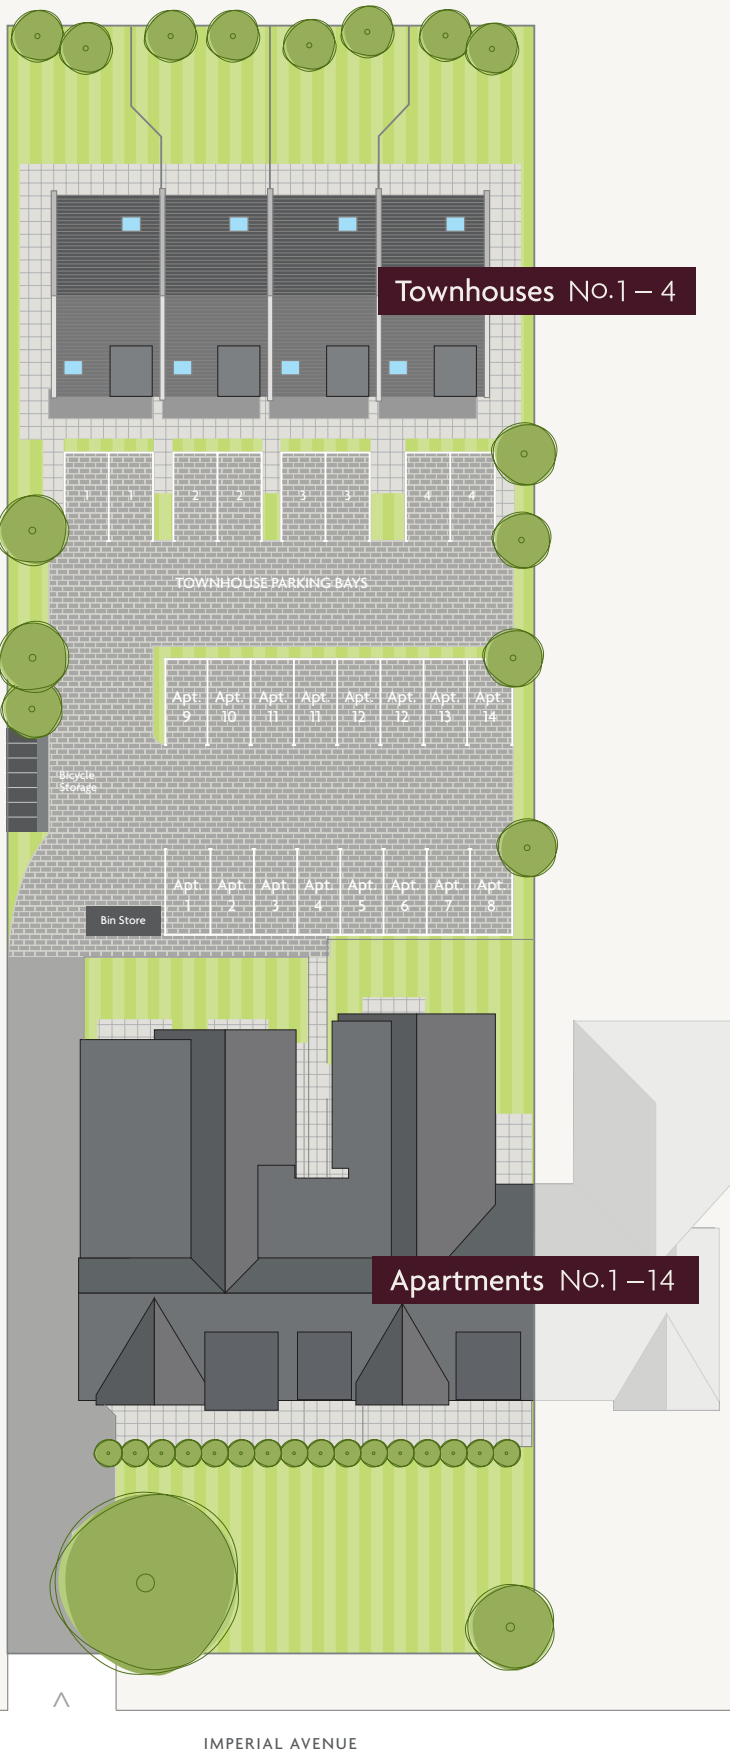 Townhouses No.1 – 4
1 1 2 2 3 3 4 4
TOWNHOUSE PARKING BAYS
Apt. Apt. Apt. Apt. Apt. Apt. Apt. Apt.
9 10 11 11 12 12 13 14
Bicycle
Storage
Apt. Apt. Apt. Apt. Apt. Apt. Apt. Apt.
1 2 3 4 5 6 7 8
Bin Store
Apartments No.1 –14
IMPERIAL AVENUE